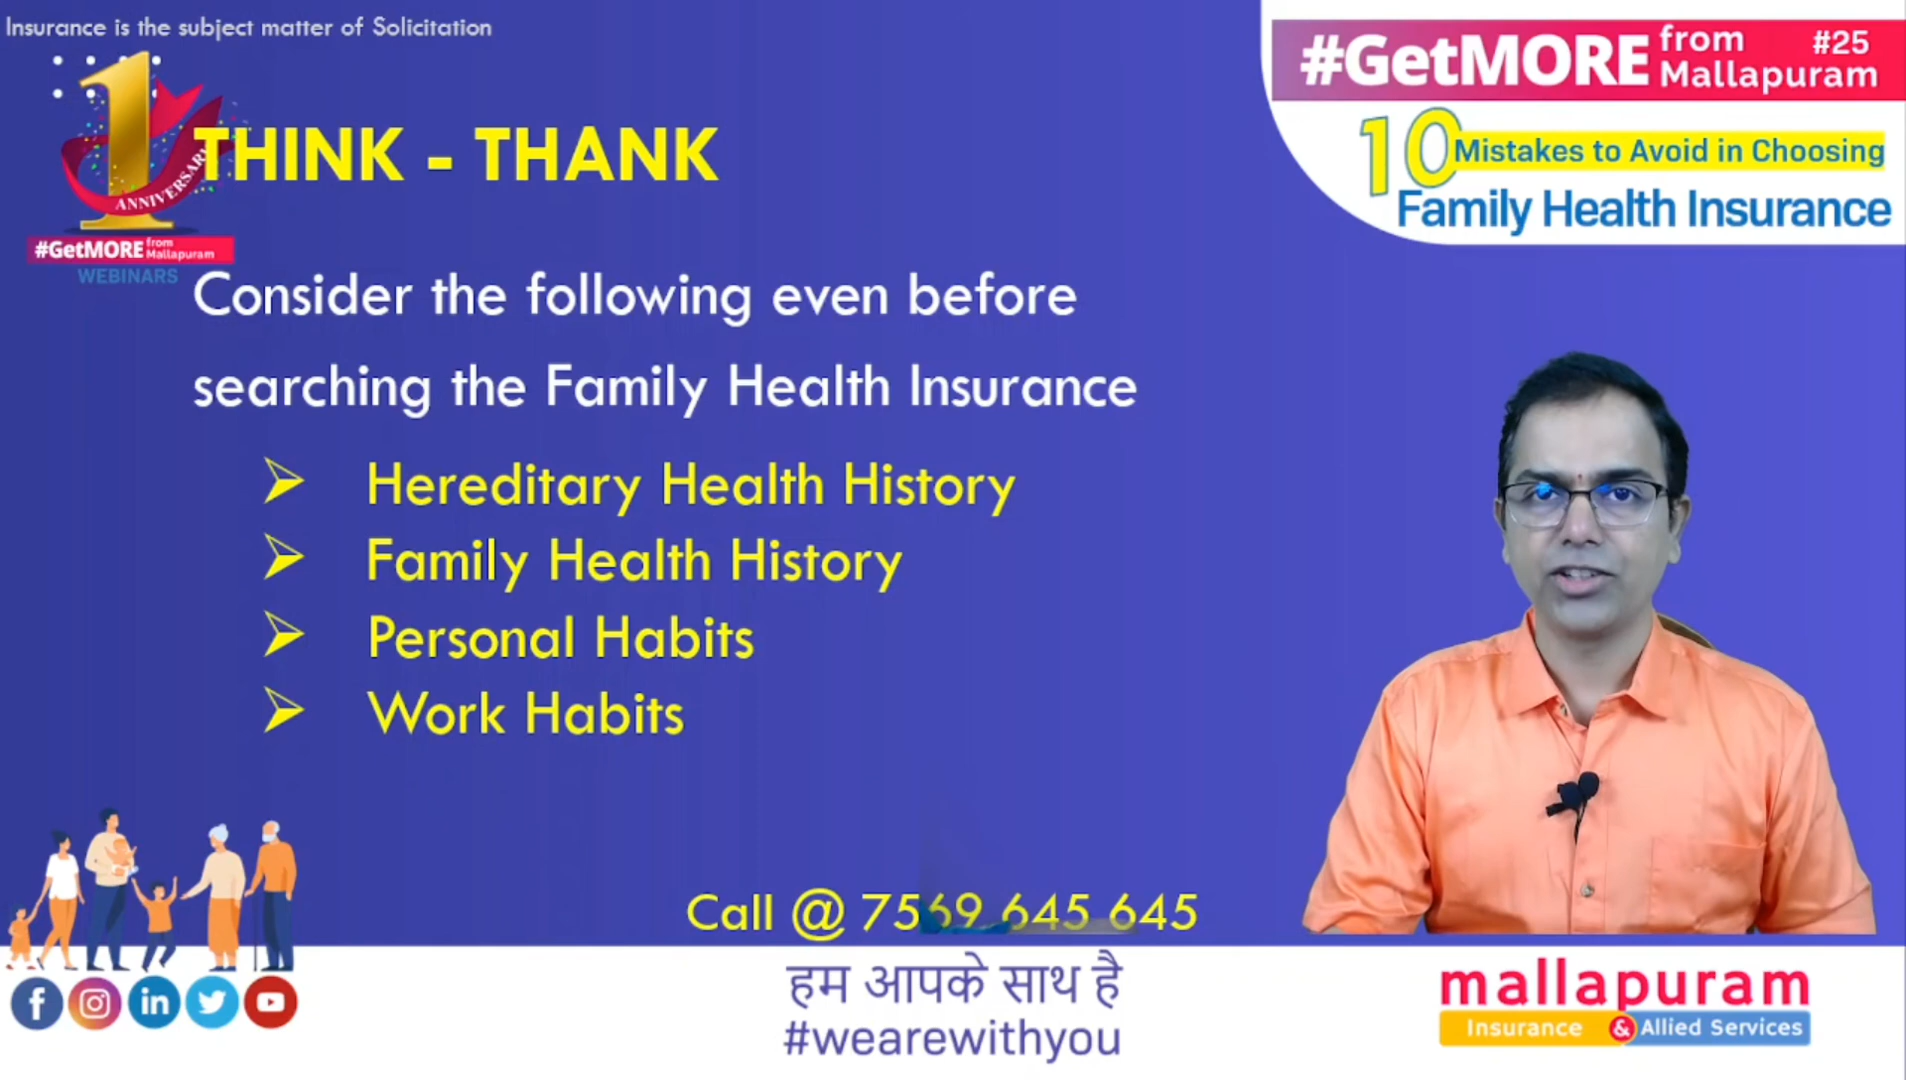 Insurance is the subject matter of Solicitation
1
ANNIVERSARY
#GetMORE from Mallapuram
WEBINARS
#GetMORE from Mallapuram #25
10 Mistakes to Avoid in Choosing
Family Health Insurance
THINK - THANK
Consider the following even before
searching the Family Health Insurance
➢ Hereditary Health History
➢ Family Health History
➢ Personal Habits
➢ Work Habits
Call @ 7569 645 645
हम आपके साथ है
#wearewithyou
mallapuram
Insurance & Allied Services